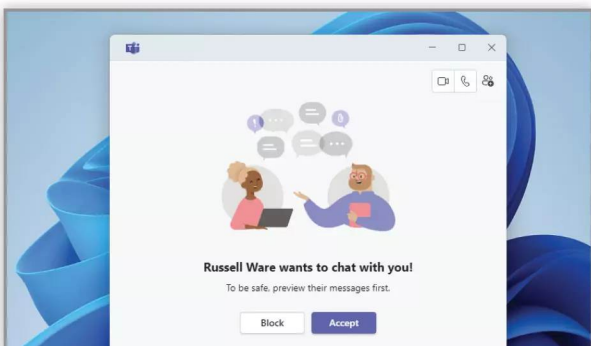 Russell Ware wants to chat with you!
To be safe, preview their messages first.
Block
Accept